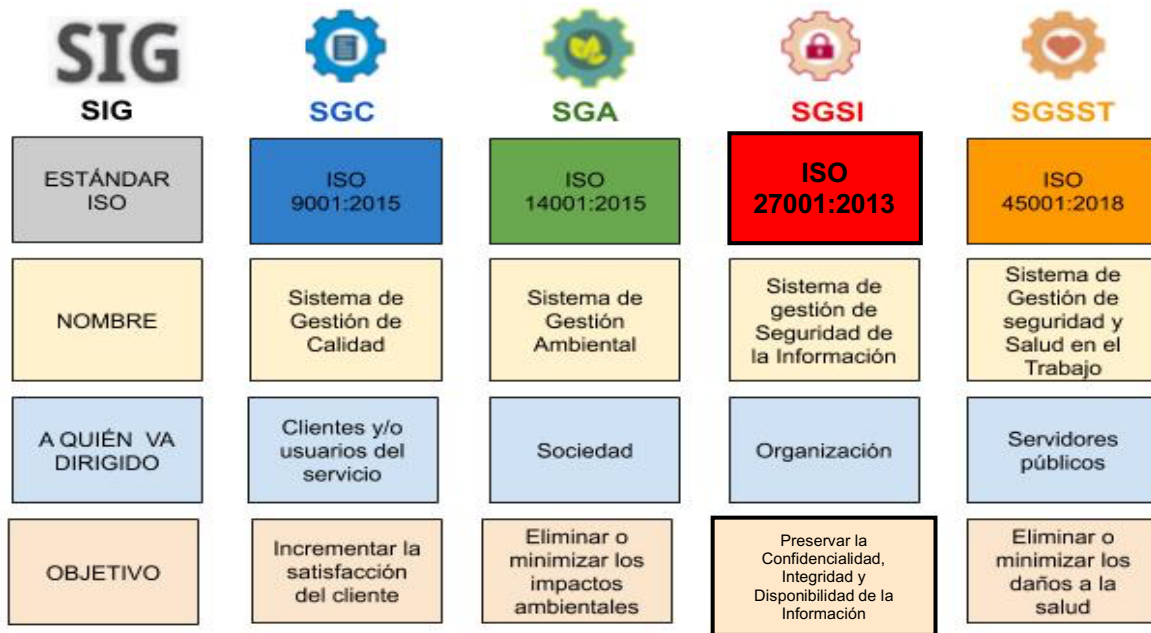 SIG
SIG
SGC
SGA
SGSI
SGSST
ESTÁNDAR
ISO
ISO
9001:2015
ISO
14001:2015
ISO
27001:2013
ISO
45001:2018
NOMBRE
Sistema de
Gestión de
Calidad
Sistema de
Gestión
Ambiental
Sistema de
gestión de
Seguridad de
la Información
Sistema de
Gestión de
seguridad y
Salud en el
Trabajo
A QUIÉN VA
DIRIGIDO
Clientes y/o
usuarios del
servicio
Sociedad
Organización
Servidores
públicos
OBJETIVO
Incrementar la
satisfacción
del cliente
Eliminar o
minimizar los
impactos
ambientales
Preservar la
Confidencialidad,
Integridad y
Disponibilidad de la
Información
Eliminar o
minimizar los
daños a la
salud